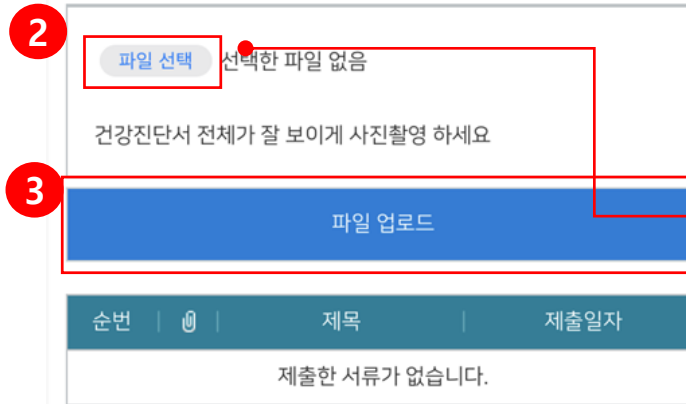 2
파일 선택 선택한 파일 없음
건강진단서 전체가 잘 보이게 사진촬영 하세요
3
파일 업로드
순번 제목 제출일자
제출한 서류가 없습니다.